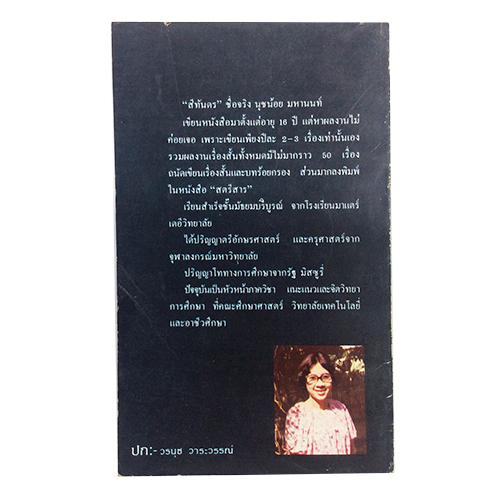 “สีทันดร” ชื่อจริง นุชน้อย มหานนท์
เขียนหนังสือมาตั้งแต่อายุ 16 ปี แต่หาผลงานไม่
ค่อยเจอ เพราะเขียนเพียงปีละ 2-3 เรื่องเท่านั้นเอง
รวมผลงานเรื่องสั้นทั้งหมดมีไม่มากราว 50 เรื่อง
ถนัดเขียนเรื่องสั้นและบทร้อยกรอง ส่วนมากลงพิมพ์
ในหนังสือ “สตรีสาร”
เรียนสำเร็จชั้นมัธยมบริบูรณ์ จากโรงเรียนมาแตร์
เดอีวิทยาลัย
ได้ปริญญาตรีอักษรศาสตร์ และครุศาสตร์จาก
จุฬาลงกรณ์มหาวิทุยาลัย
ปริญญาโททางการศึกษาจากรัฐ มิสซูรี่
ปัจจุบันเป็นหัวหน้าภาควิชา แนะแนวและจิตวิทยา
การศึกษา ที่คณะศึกษาศาสตร์ วิทยาลัยเทคโนโลยี่
และอาชีวศึกษา
ปก:- วรนุช วาระวรรณ์